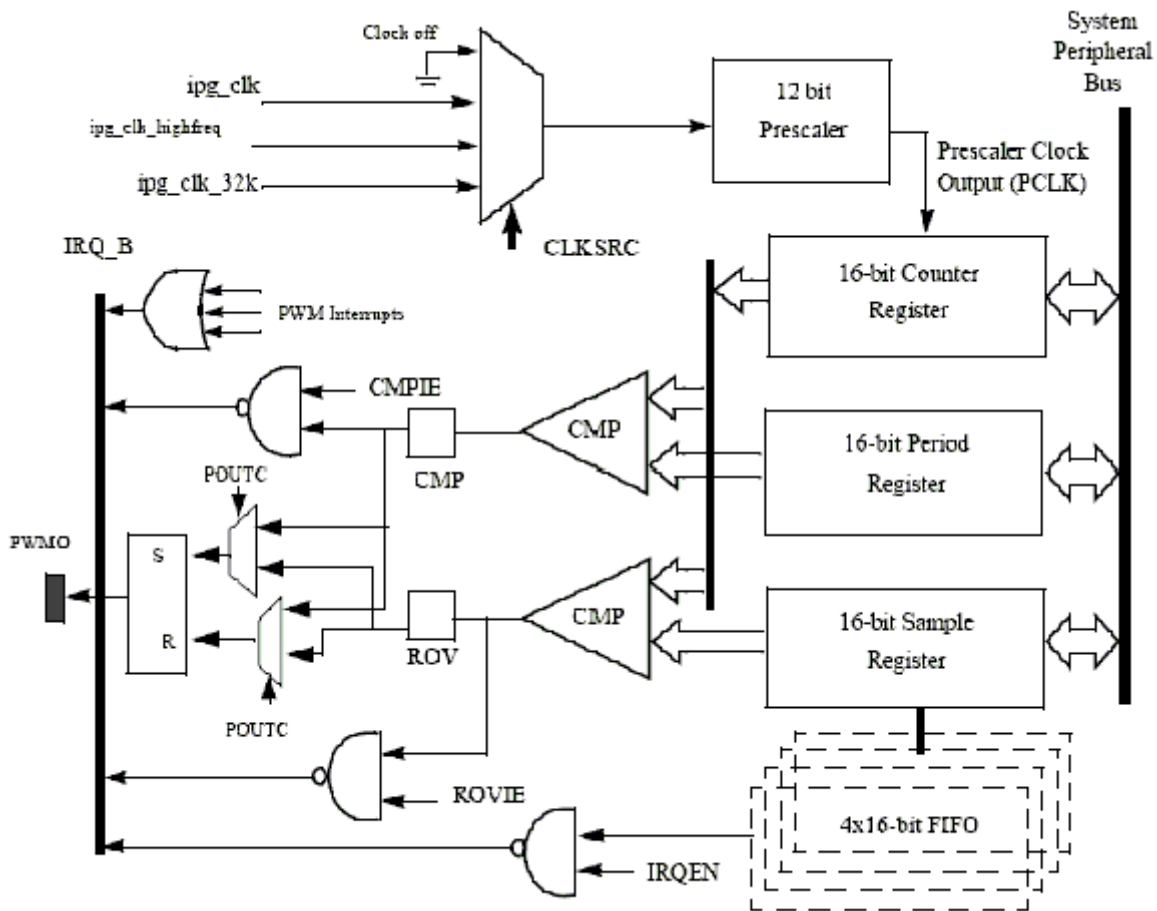 System
Peripheral
Bus
Clock off
ipg_clk
ipg_clk_highfreq
ipg_clk_32k
12 bit
Prescaler
Prescaler Clock
Output (PCLK)
CLKSRC
IRQ_B
16-bit Counter
Register
PWM Interrupts
CMPIE
CMP
CMP
16-bit Period
Register
POUTC
PWMO
S
R
CMP
ROV
16-bit Sample
Register
POUTC
ROVIE
4x16-bit FIFO
IRQEN